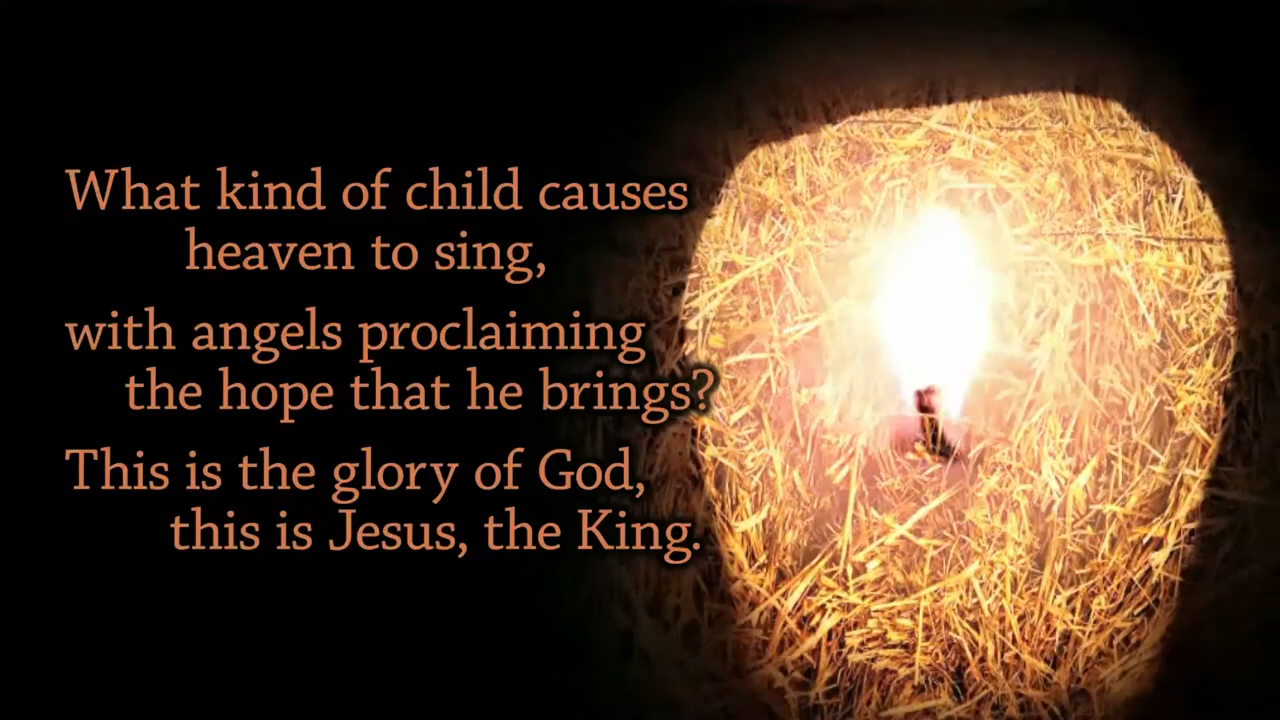 What kind of child causes
heaven to sing,
with angels proclaiming
the hope that he brings?
This is the glory of God,
this is Jesus, the King.